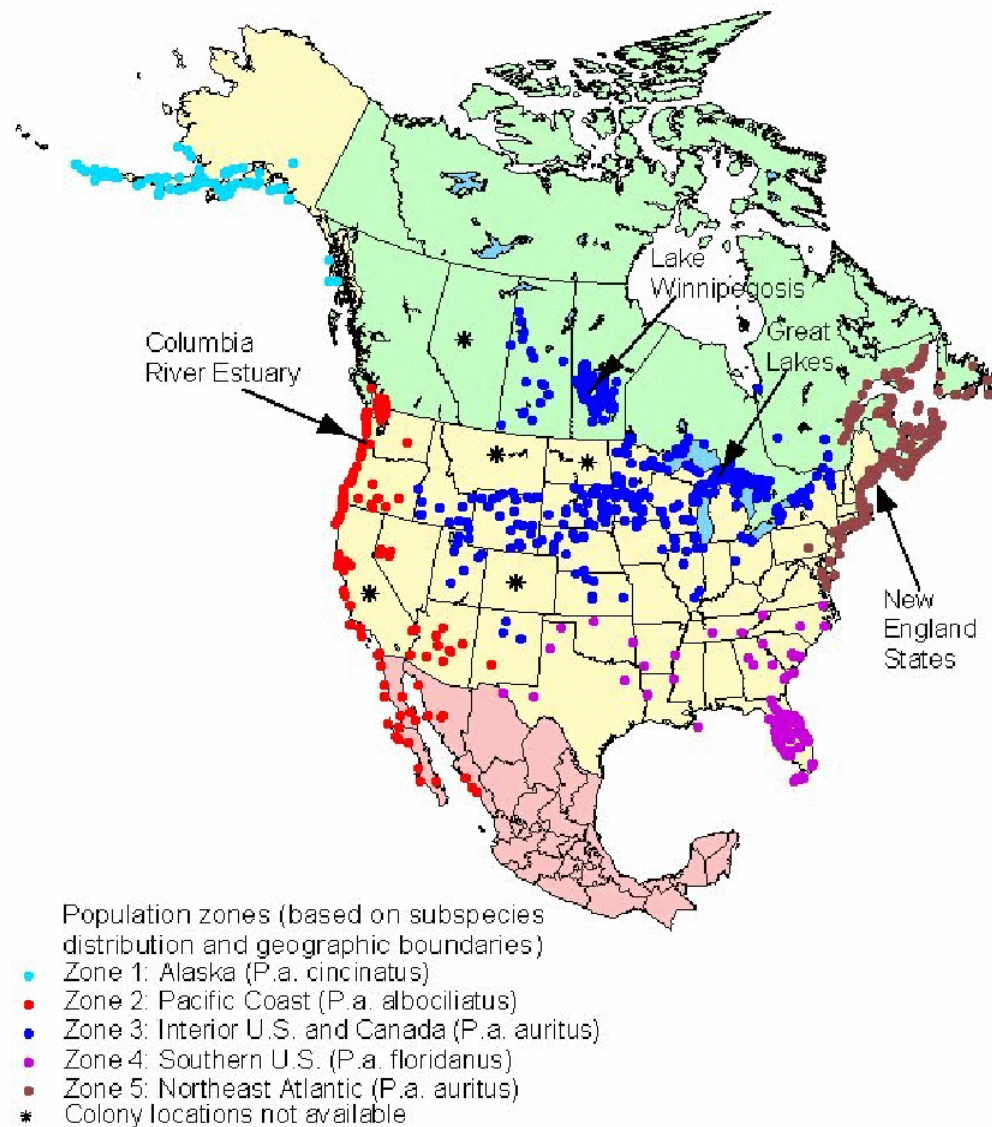 Lake
Winnipegosis
Great
Lakes
Columbia
River Estuary
New
England
States
Population zones (based on subspecies
distribution and geographic boundaries)
Zone 1: Alaska (P.a. cincinatus)
Zone 2: Pacific Coast (P.a. albociliatus)
Zone 3: Interior U.S. and Canada (P.a. auritus)
Zone 4: Southern U.S. (P.a. floridanus)
Zone 5: Northeast Atlantic (P.a. auritus)
* Colony locations not available